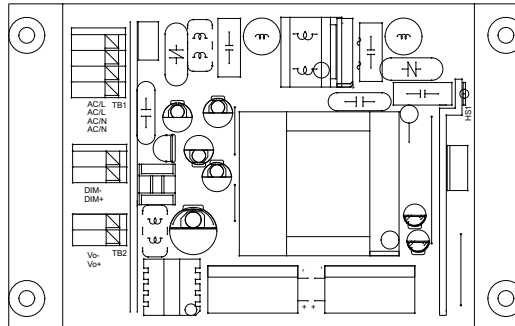 AC/L TB1
AC/L
AC/N
AC/N
HS1
DIM-
DIM+
Vo- TB2
Vo+
- -
+ +